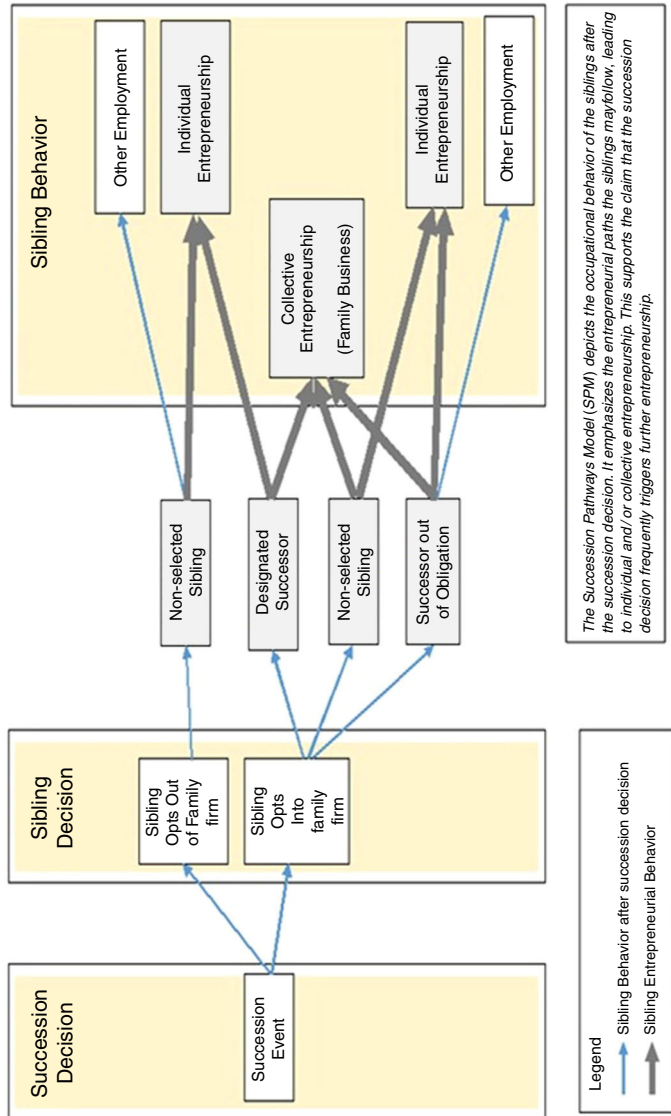 Succession
Decision
Succession
Event
Sibling
Decision
Sibling
Opts Out
of Family
firm
Sibling
Opts
Into
family
firm
Non-selected
Sibling
Designated
Successor
Non-selected
Sibling
Successor out
of Obligation
Sibling Behavior
Other Employment
Individual
Entrepreneurship
Collective
Entrepreneurship
(Family Business)
Individual
Entrepreneurship
Other Employment
Legend
Sibling Behavior after succession decision
Sibling Entrepreneurial Behavior
The Succession Pathways Model (SPM) depicts the occupational behavior of the siblings after
the succession decision. It emphasizes the entrepreneurial paths the siblings mayfollow, leading
to individual and/or collective entrepreneurship. This supports the claim that the succession
decision frequently triggers further entrepreneurship.